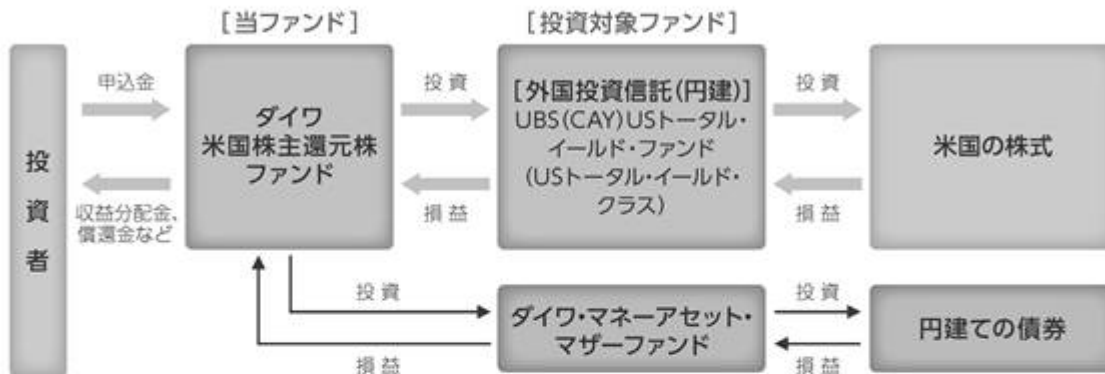 [当ファンド]
[投資対象ファンド]
投資者
申込金
収益分配金、
償還金など
ダイワ
米国株主還元株
ファンド
投資
損益
[外国投資信託(円建)]
UBS(CAY)USトータル・
イールド・ファンド
(USトータル・イールド・
クラス)
投資
損益
米国の株式
投資
損益
ダイワ・マネーアセット・
マザーファンド
投資
損益
円建ての債券